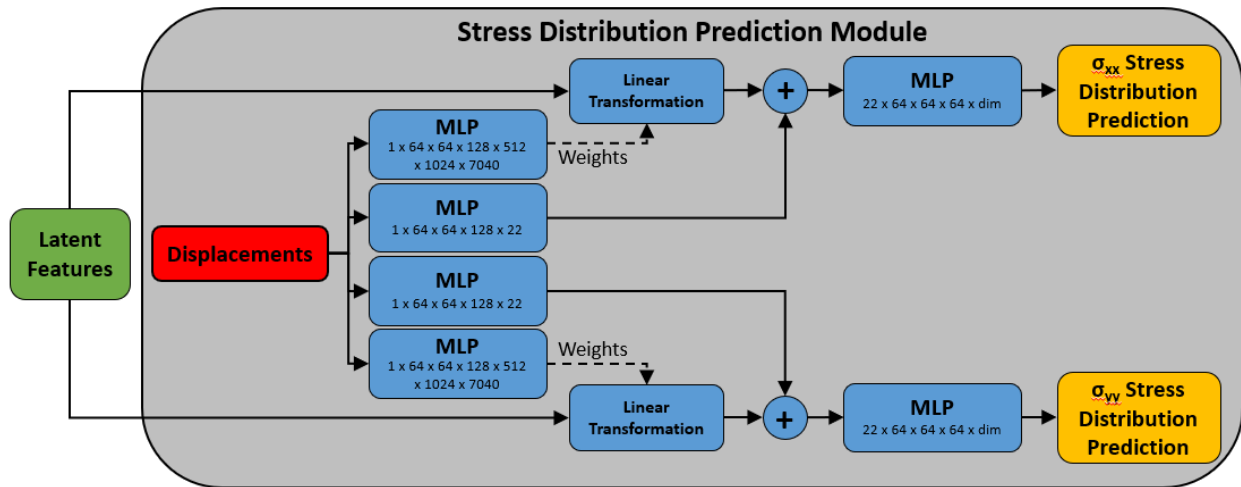 Stress Distribution Prediction Module
Linear
Transformation
+
MLP
22 x 64 x 64 x 64 x dim
σxx Stress
Distribution
Prediction
MLP
1 x 64 x 64 x 128 x 512
x 1024 x 7040
Weights
MLP
1 x 64 x 64 x 128 x 22
Latent
Features
Displacements
MLP
1 x 64 x 64 x 128 x 22
MLP
1 x 64 x 64 x 128 x 512
x 1024 x 7040
Weights
Linear
Transformation
+
MLP
22 x 64 x 64 x 64 x dim
σyy Stress
Distribution
Prediction